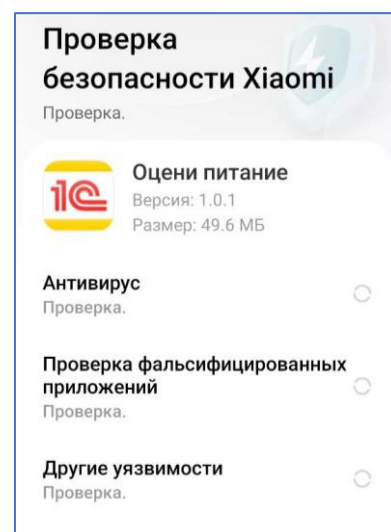 Проверка
безопасности Xiaomi
Проверка.
1С
Оцени питание
Версия: 1.0.1
Размер: 49.6 МБ
Антивирус
Проверка.
Проверка фальсифицированных
приложений
Проверка.
Другие уязвимости
Проверка.